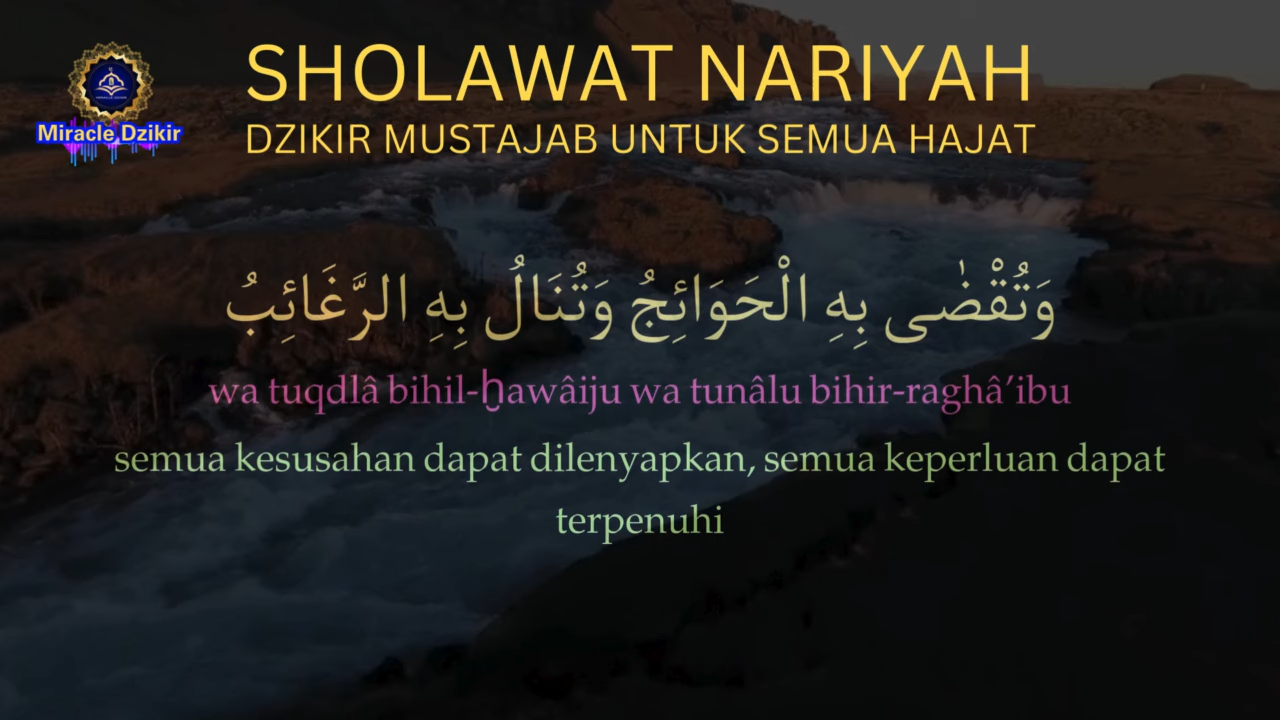 SHOLAWAT NARIYAH
DZIKIR MUSTAJAB UNTUK SEMUA HAJAT
Miracle Dzikir
وَتُقْضٰى بِهِ الْحَوَائِجُ وَتُنَالُ بِهِ الرَّغَائِبُ
wa tuqdlâ bihil-ḫawâiju wa tunâlu bihir-raghâ’ibu
semua kesusahan dapat dilenyapkan, semua keperluan dapat
terpenuhi